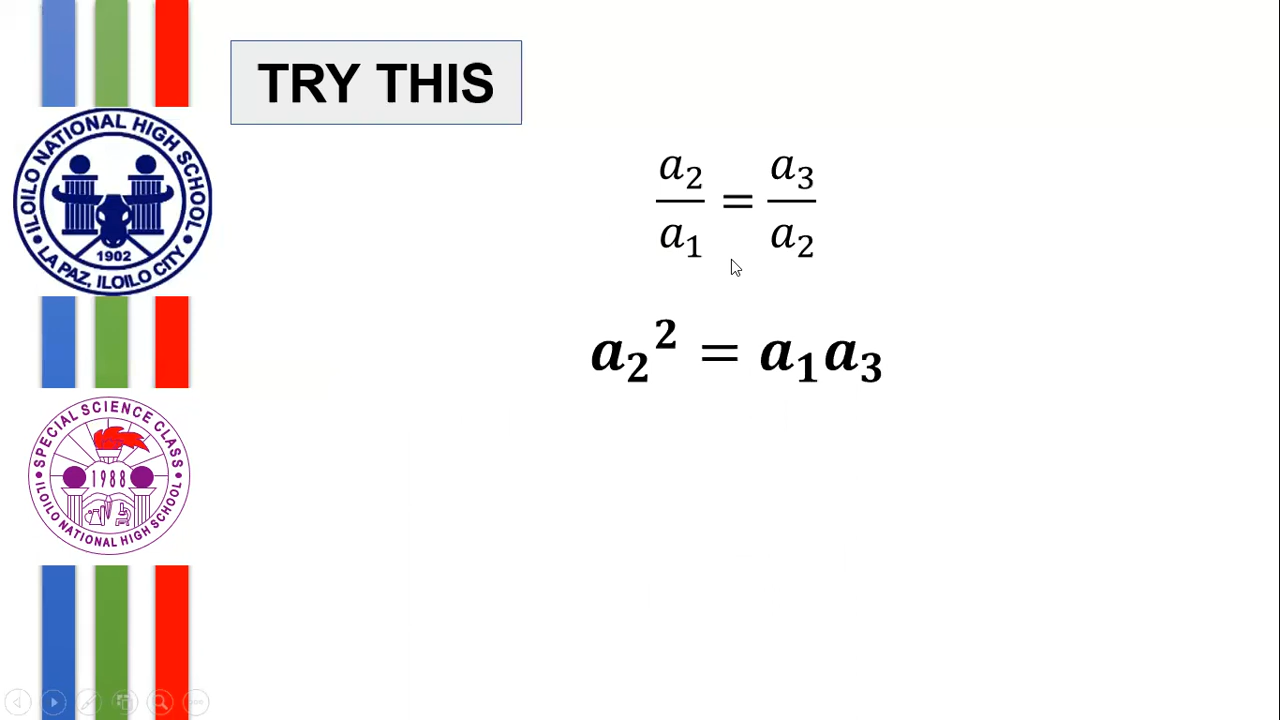 TRY THIS
a₂/a₁ = a₃/a₂
a₂² = a₁a₃
ILOILO NATIONAL HIGH SCHOOL
1902
LA PAZ, ILOILO CITY
SPECIAL SCIENCE CLASS
1988
ILOILO NATIONAL HIGH SCHOOL